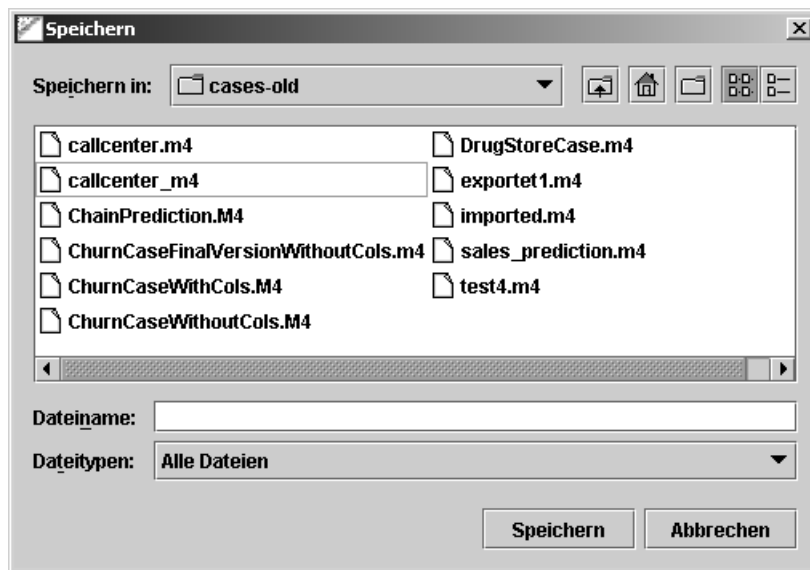 Speichern
Speichern in: cases-old
callcenter.m4
callcenter_m4
ChainPrediction.M4
ChurnCaseFinalVersionWithoutCols.m4
ChurnCaseWithCols.M4
ChurnCaseWithoutCols.M4
DrugStoreCase.m4
exportet1.m4
imported.m4
sales_prediction.m4
test4.m4
Dateiname:
Dateitypen: Alle Dateien
Speichern Abbrechen